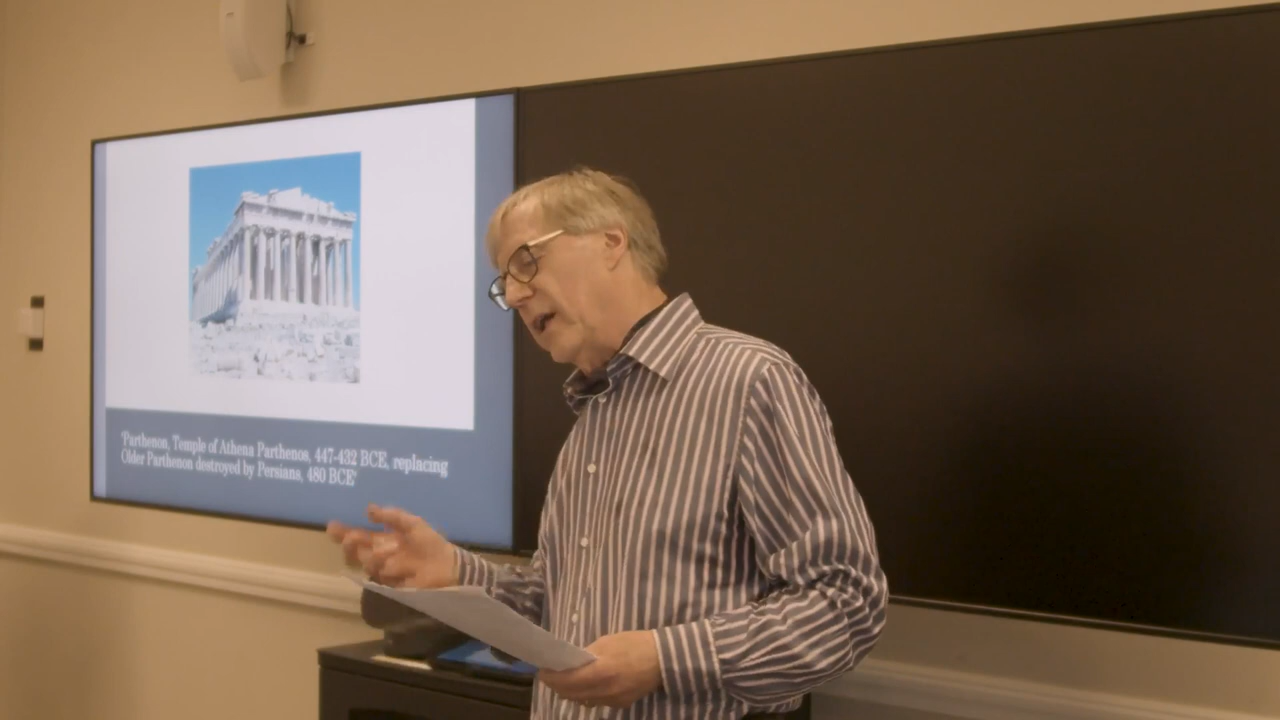 'Parthenon, Temple of Athena Parthenos, 447-432 BCE, replacing
Older Parthenon destroyed by Persians, 480 BCE'